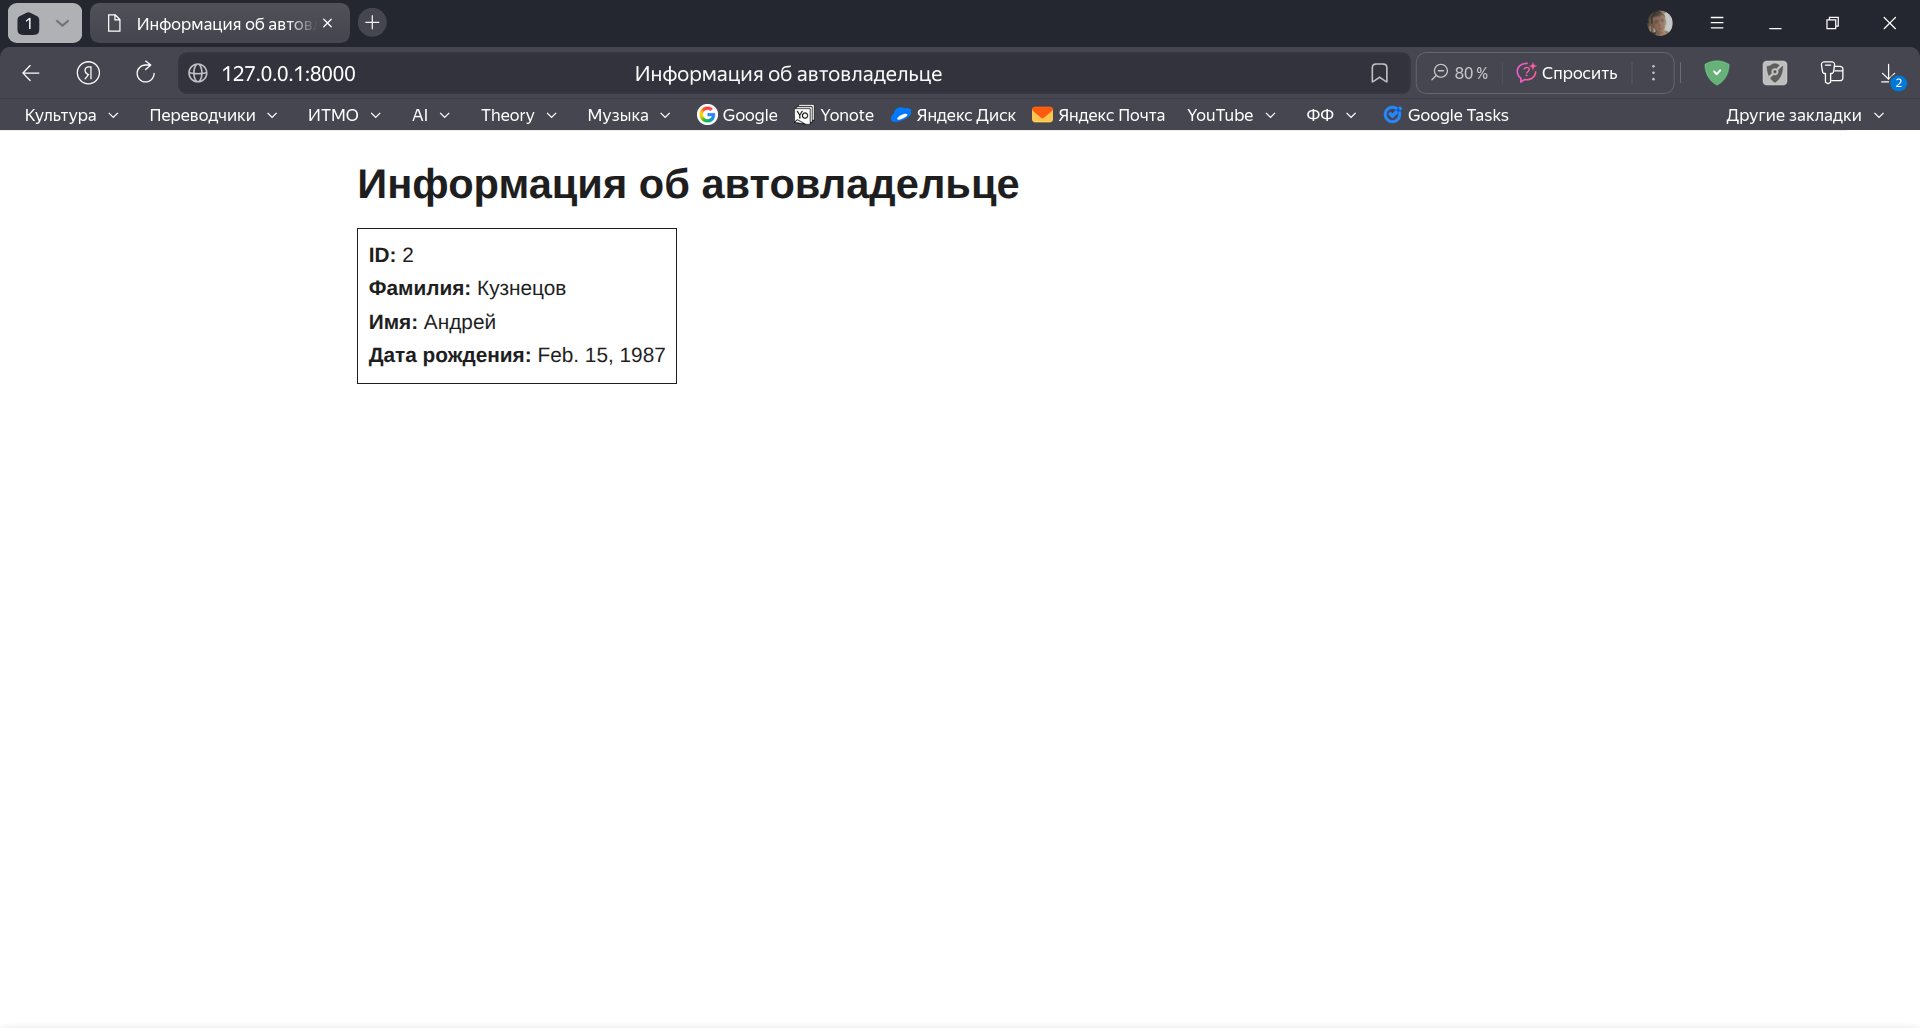 1
Информация об автов
127.0.0.1:8000
Информация об автовладельце
80 %
Спросить
2
Культура
Переводчики
ИТМО
AI
Theory
Музыка
Google
Yonote
Яндекс Диск
Яндекс Почта
YouTube
ФФ
Google Tasks
Другие закладки
Информация об автовладельце
ID: 2
Фамилия: Кузнецов
Имя: Андрей
Дата рождения: Feb. 15, 1987